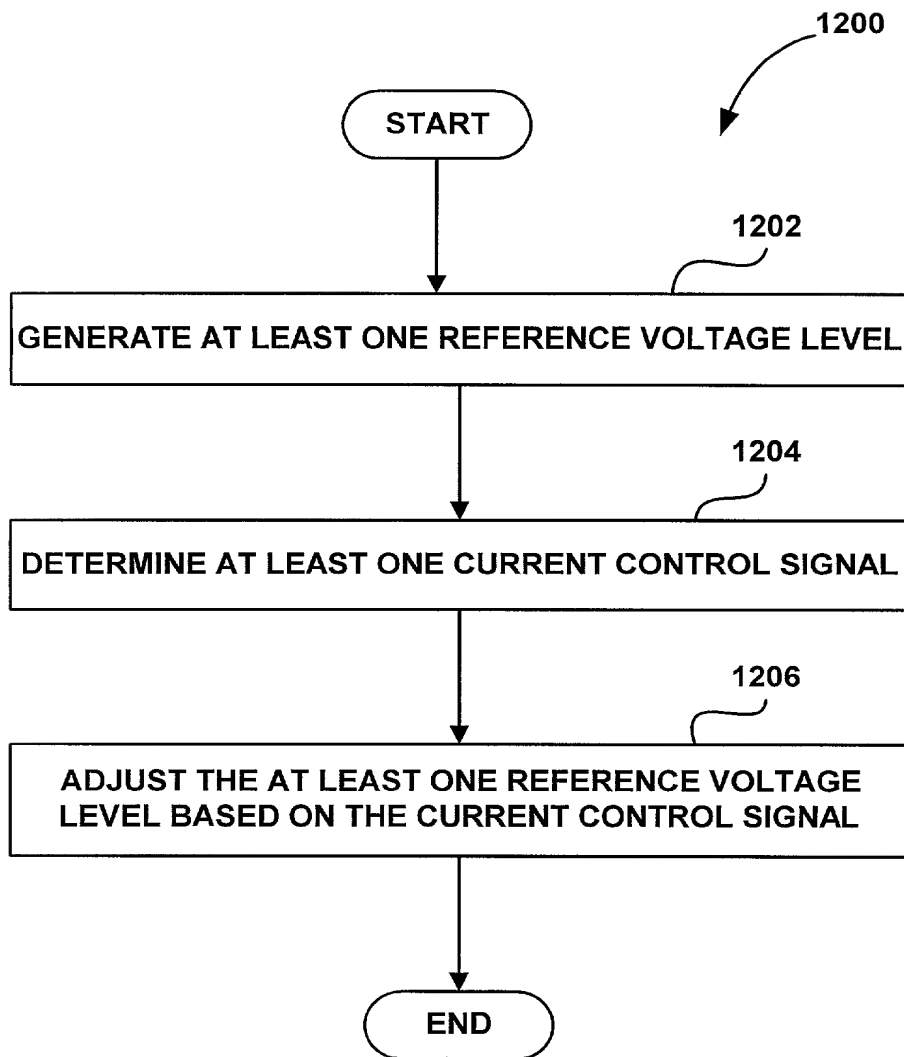 1200
START
1202
GENERATE AT LEAST ONE REFERENCE VOLTAGE LEVEL
1204
DETERMINE AT LEAST ONE CURRENT CONTROL SIGNAL
1206
ADJUST THE AT LEAST ONE REFERENCE VOLTAGE
LEVEL BASED ON THE CURRENT CONTROL SIGNAL
END